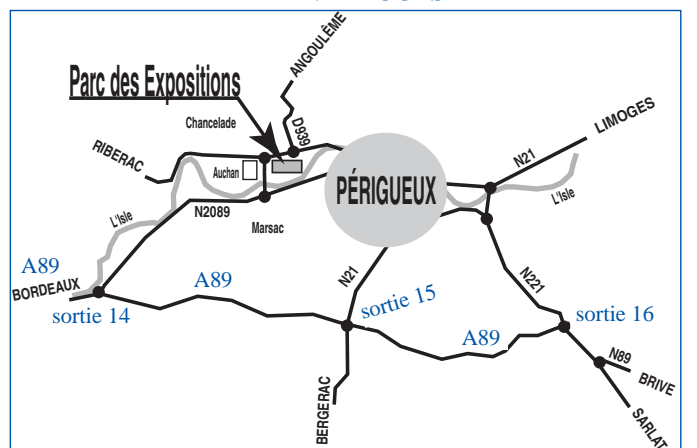 ANGOULÊME
Parc des Expositions
Chancelade
D939
LIMOGES
RIBERAC
Auchan
N21
PÉRIGUEUX
L'Isle
L'Isle
N2089
Marsac
A89
BORDEAUX
A89
N21
N221
sortie 14
sortie 15
sortie 16
A89
N89
BRIVE
BERGERAC
SARLAT